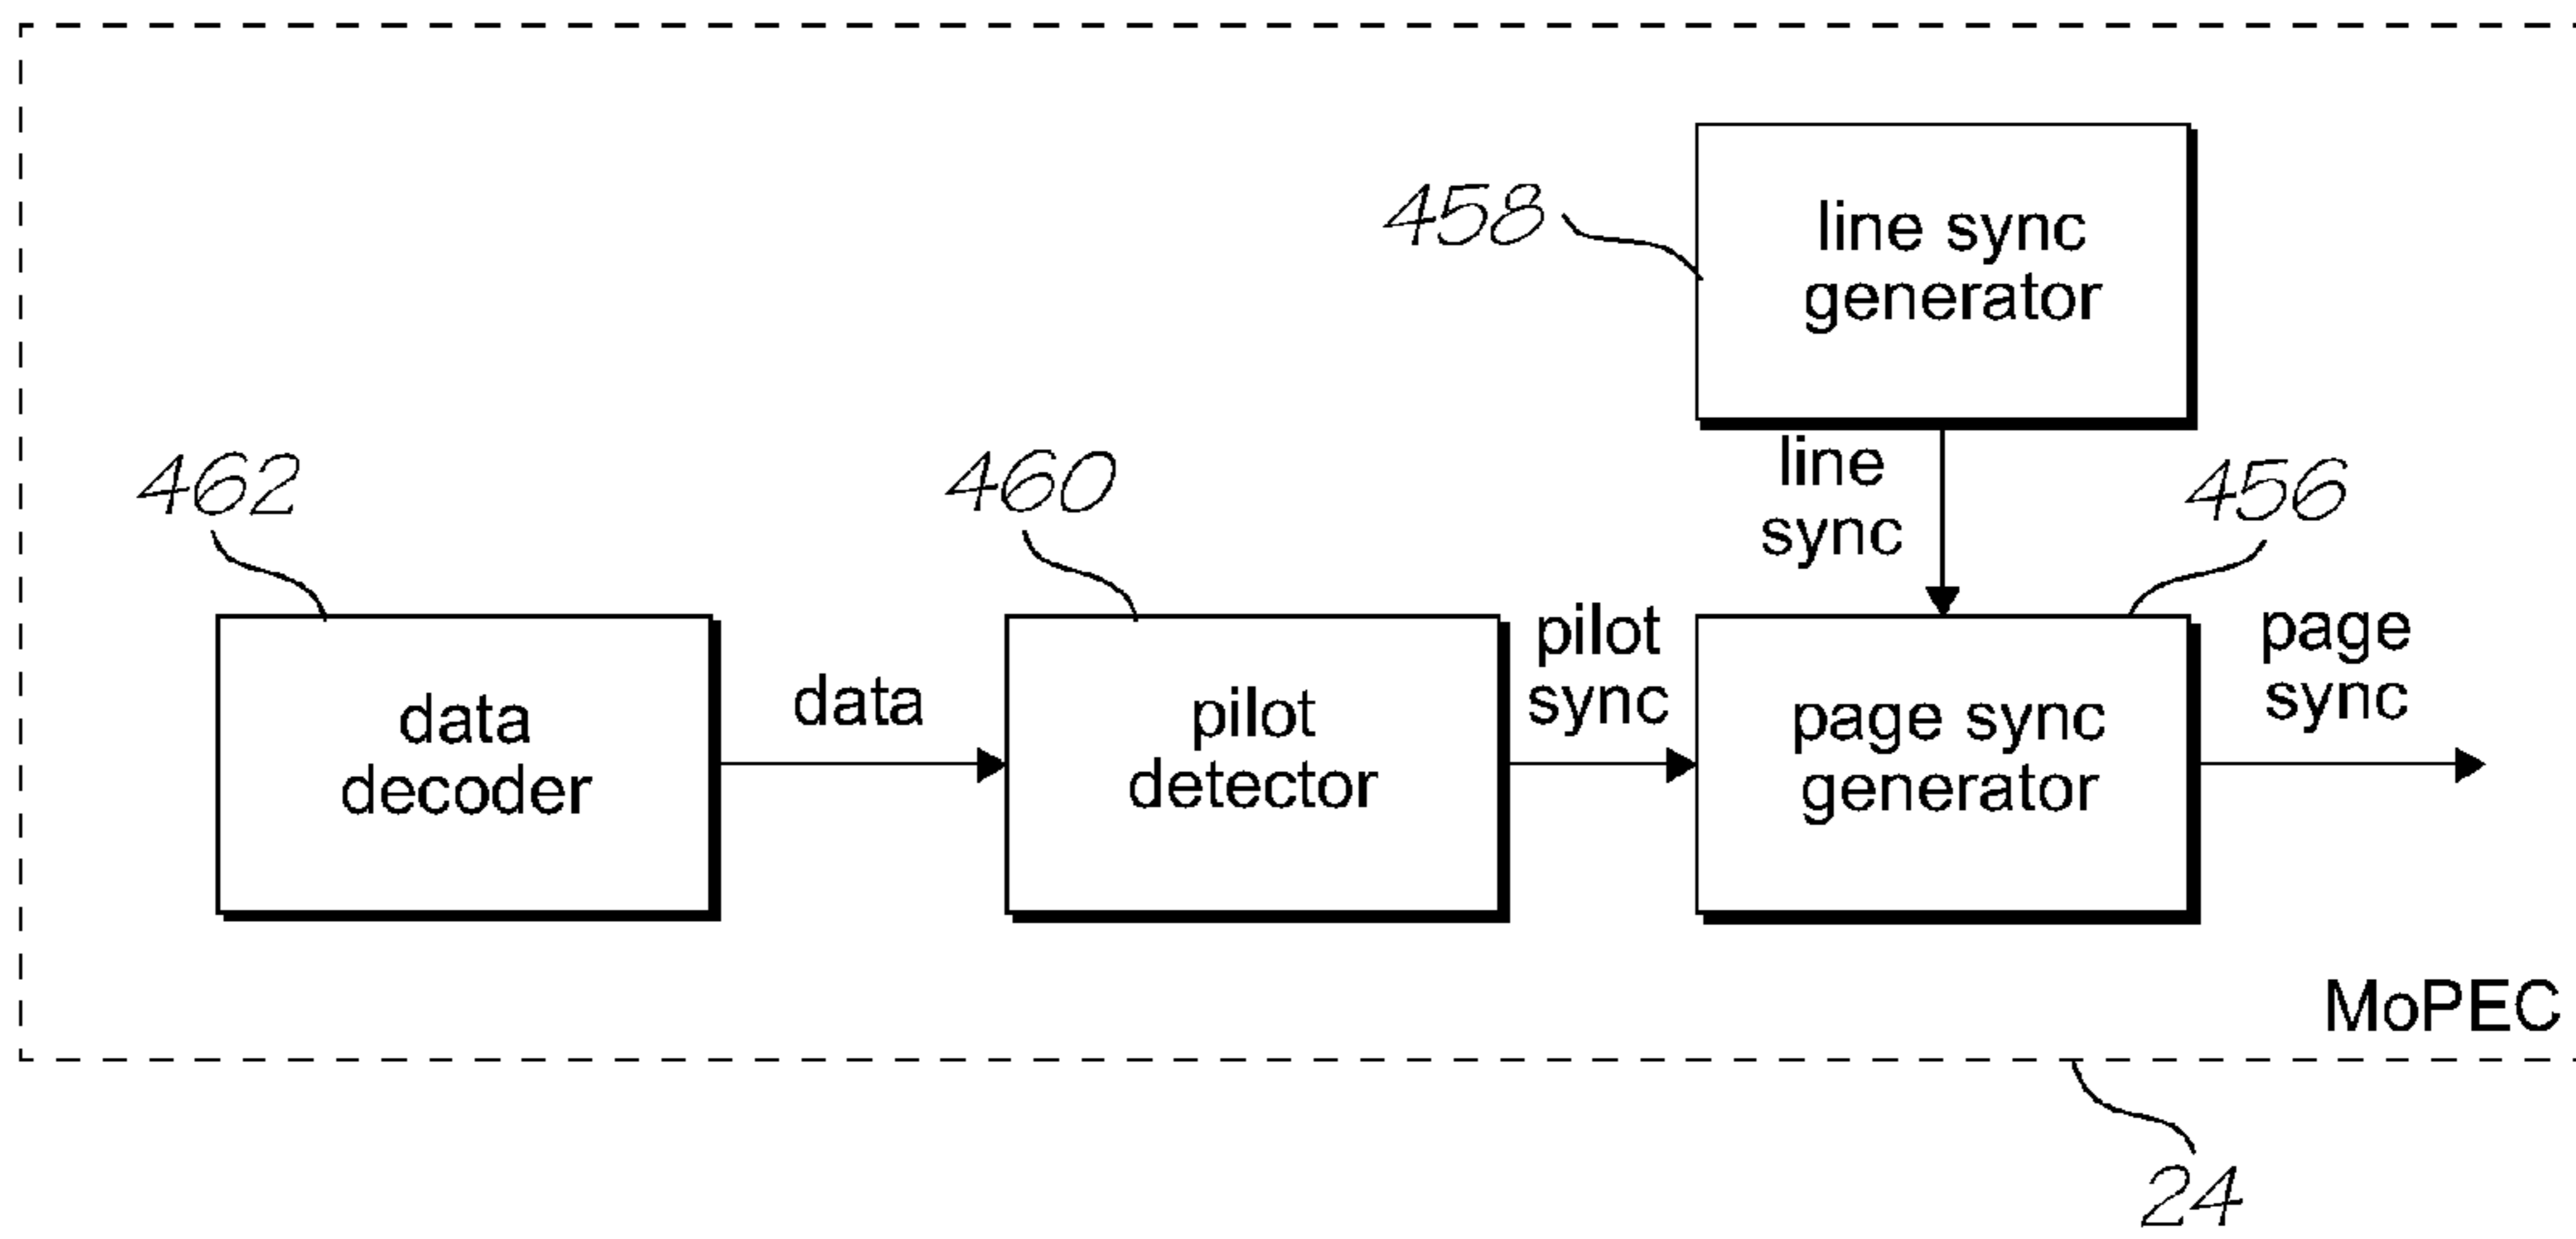 458
line sync
generator
line
sync
462
460
456
data
decoder
data
pilot
detector
pilot
sync
page sync
generator
page
sync
MoPEC
24